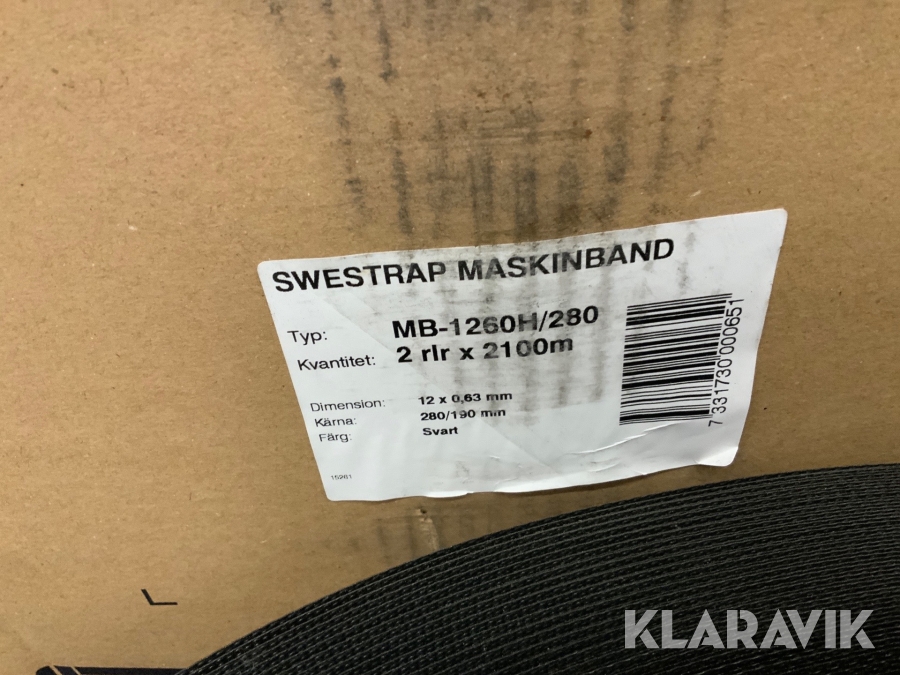 SWESTRAP MASKINBAND
Typ: MB-1260H/280
Kvantitet: 2 rlr x 2100m
Dimension: 12 x 0,63 mm
Kärna: 280/190 mm
Färg: Svart
15261
7 331730 000651
KLARAVIK